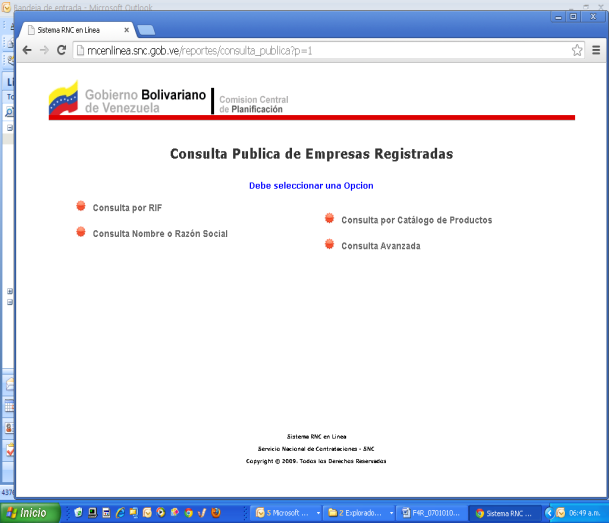 Bandeja de entrada - Microsoft Outlook
Sistema RNC en Linea
rncenlinea.snc.gob.ve/reportes/consulta_publica?p=1
Gobierno Bolivariano
de Venezuela
Comision Central
de Planificación
Consulta Publica de Empresas Registradas
Debe seleccionar una Opcion
Consulta por RIF
Consulta por Catálogo de Productos
Consulta Nombre o Razón Social
Consulta Avanzada
Sistema RNC en Linea
Servicio Nacional de Contrataciones - SNC
Copyright © 2009. Todos los Derechos Reservados
Inicio
5 Microsoft ...
2 Explorado...
F4R_0701010...
Sistema RNC ...
06:49 a.m.